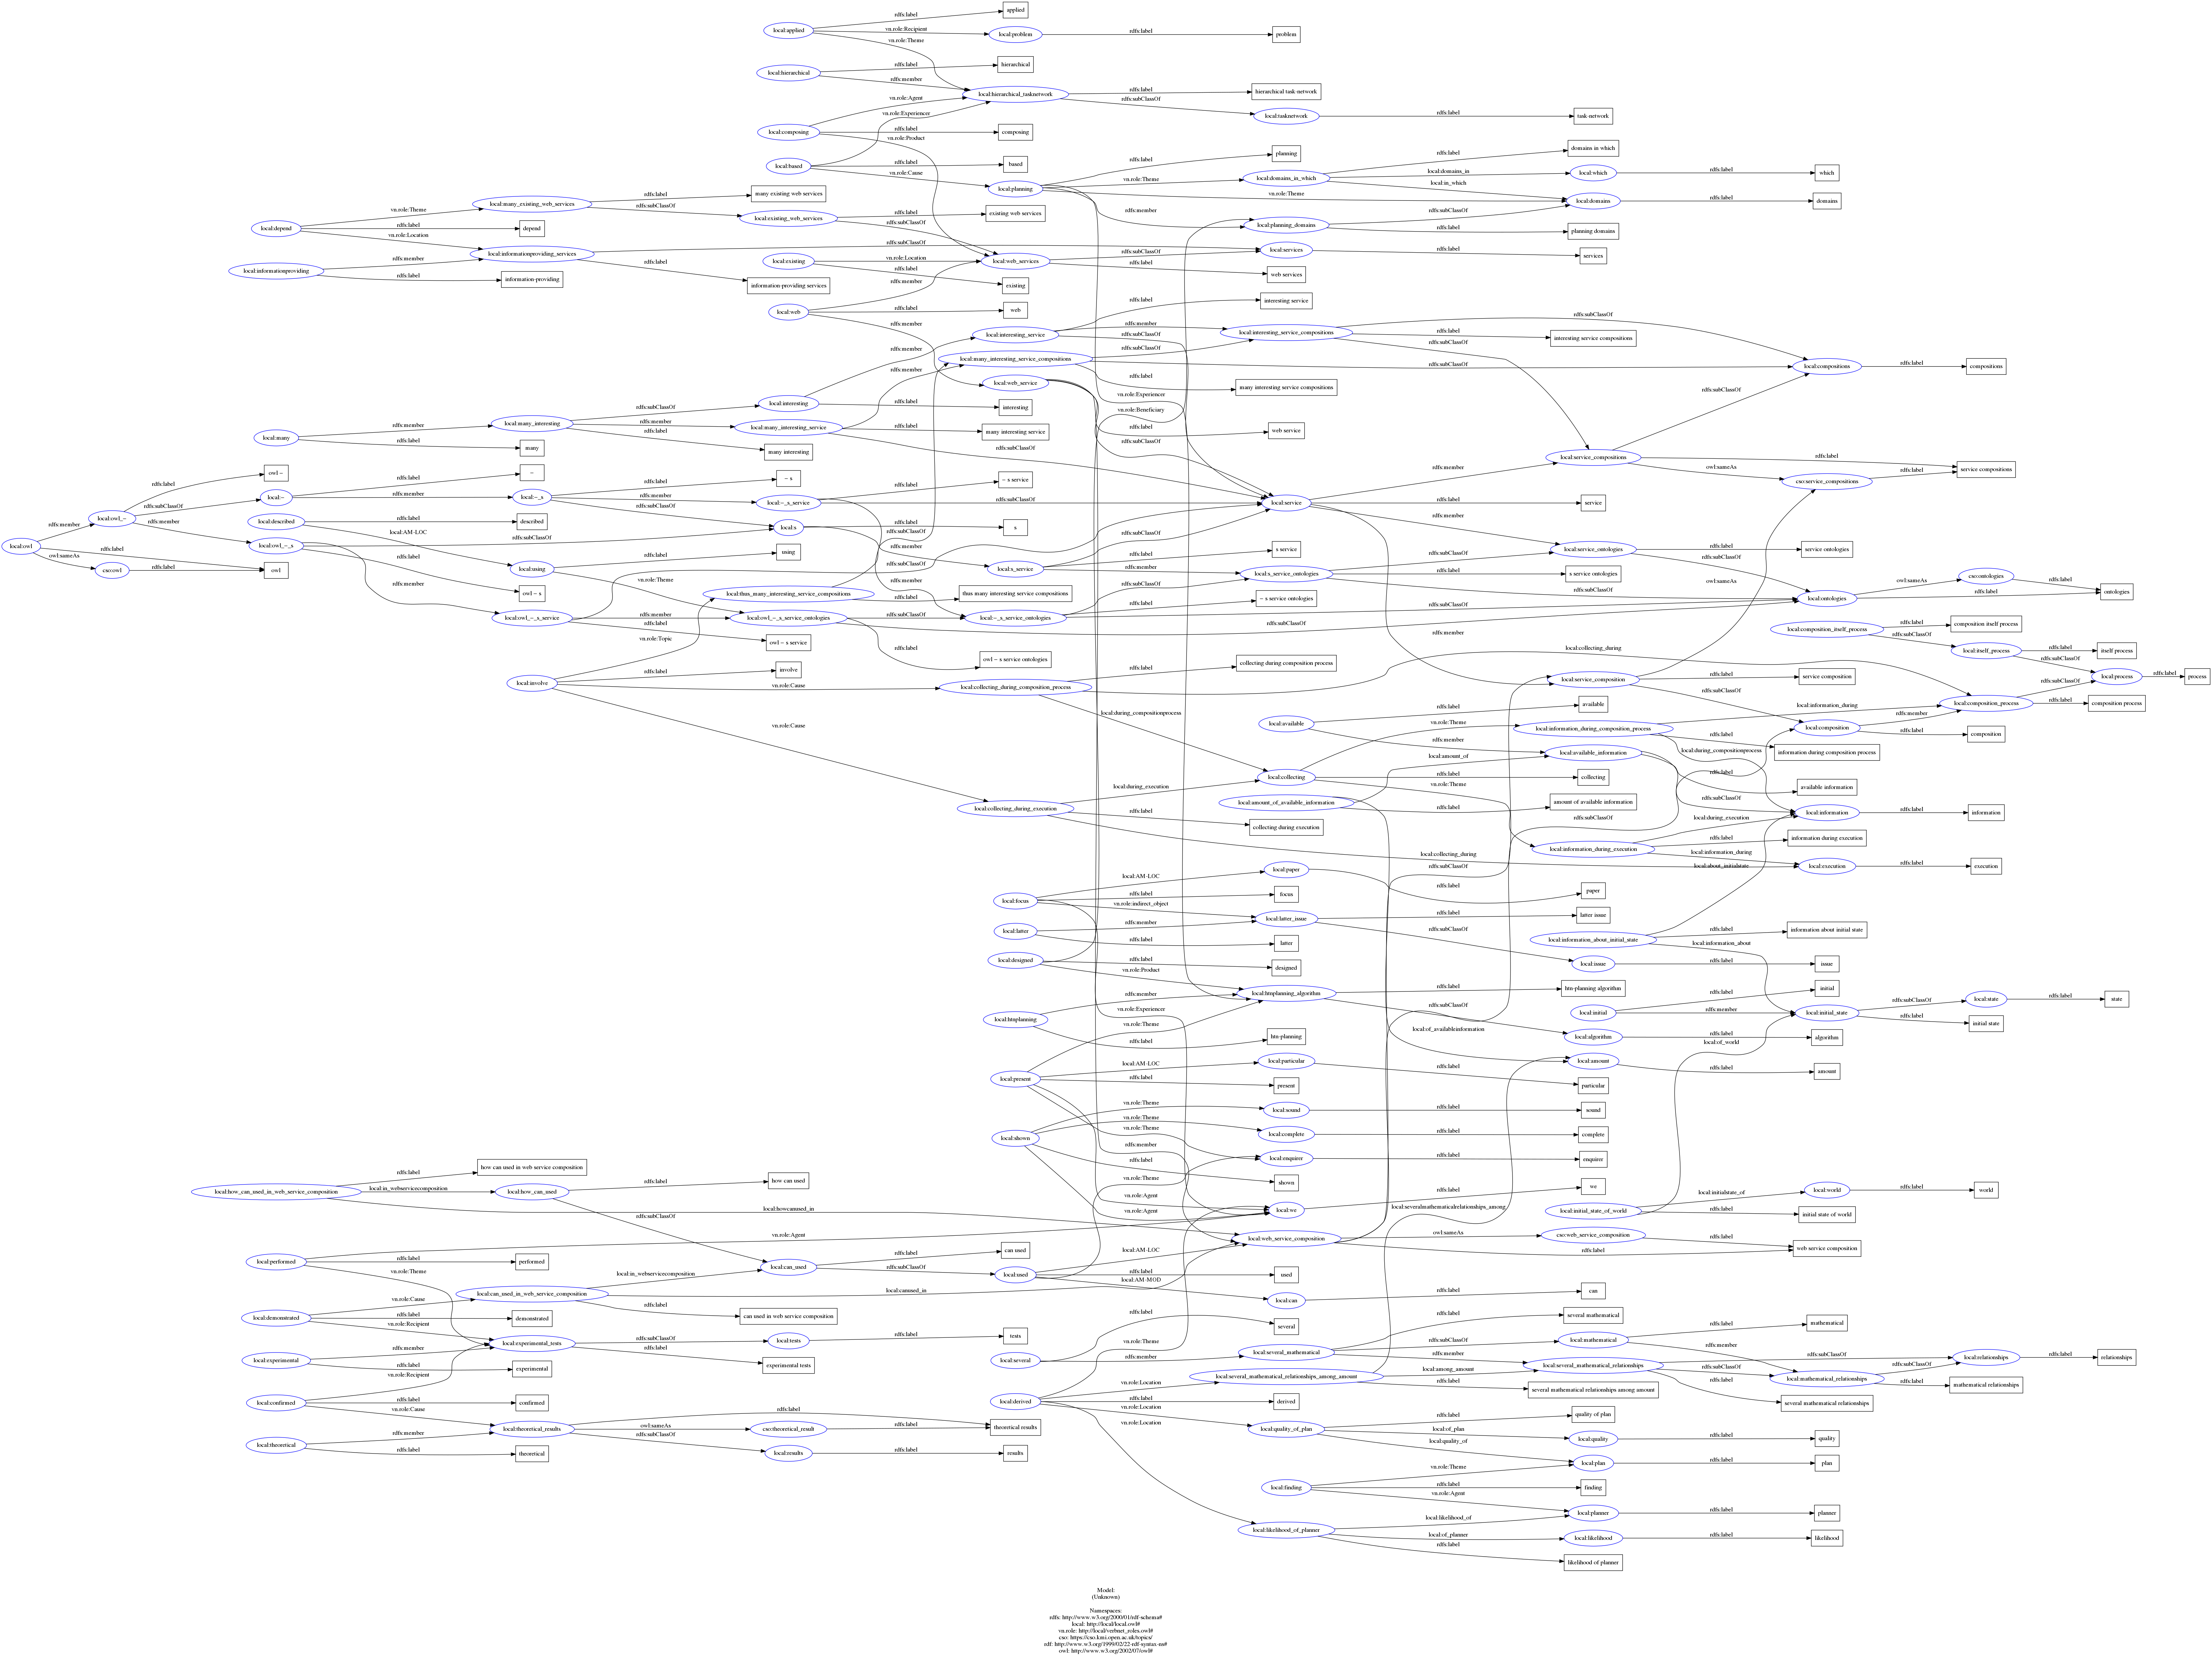 applied
rdfs:label
local:applied
vn.role:Recipient
local:problem
rdfs:label
problem
vn.role:Theme
local:hierarchical
rdfs:label
hierarchical
rdfs:member
vn.role:Agent
local:hierarchical_tasknetwork
rdfs:label
hierarchical task-network
rdfs:subClassOf
vn.role:Experiencer
local:tasknetwork
rdfs:label
task-network
local:composing
rdfs:label
composing
vn.role:Product
local:based
rdfs:label
based
vn.role:Cause
local:planning
rdfs:label
planning
vn.role:Theme
local:domains_in_which
rdfs:label
domains in which
local:domains_in
local:which
rdfs:label
which
local:in_which
vn.role:Theme
local:domains
rdfs:label
domains
rdfs:member
rdfs:subClassOf
local:planning_domains
rdfs:label
planning domains
local:depend
vn.role:Theme
local:many_existing_web_services
rdfs:label
many existing web services
rdfs:subClassOf
local:existing_web_services
rdfs:label
existing web services
rdfs:subClassOf
rdfs:label
depend
vn.role:Location
local:informationproviding_services
rdfs:subClassOf
local:services
rdfs:label
services
local:informationproviding
rdfs:member
rdfs:label
information-providing
rdfs:label
information-providing services
local:existing
vn.role:Location
rdfs:label
existing
local:web_services
rdfs:subClassOf
rdfs:label
web services
rdfs:member
local:web
rdfs:label
web
rdfs:member
local:interesting_service
rdfs:label
interesting service
rdfs:member
rdfs:subClassOf
local:interesting_service_compositions
rdfs:subClassOf
rdfs:label
interesting service compositions
rdfs:subClassOf
rdfs:member
local:many_interesting_service_compositions
rdfs:subClassOf
rdfs:subClassOf
rdfs:label
many interesting service compositions
local:compositions
rdfs:label
compositions
rdfs:member
local:web_service
rdfs:subClassOf
vn.role:Experiencer
vn.role:Beneficiary
rdfs:label
web service
rdfs:subClassOf
local:many
rdfs:member
rdfs:label
many
local:many_interesting
rdfs:subClassOf
local:interesting
rdfs:label
interesting
rdfs:member
local:many_interesting_service
rdfs:label
many interesting service
rdfs:label
many interesting
rdfs:subClassOf
local:service_compositions
rdfs:label
service compositions
owl:sameAs
cso:service_compositions
rdfs:label
local:owl
rdfs:member
local:owl_−
rdfs:label
owl −
rdfs:subClassOf
local:−
rdfs:label
−
rdfs:member
local:−_s
rdfs:label
− s
rdfs:member
local:−_s_service
rdfs:label
− s service
rdfs:subClassOf
rdfs:subClassOf
local:s
rdfs:label
s
rdfs:member
local:owl_−_s
rdfs:subClassOf
rdfs:label
owl − s
rdfs:member
rdfs:label
owl
owl:sameAs
cso:owl
rdfs:label
local:described
rdfs:label
described
local:AM-LOC
local:using
rdfs:label
using
vn.role:Theme
local:service
rdfs:member
rdfs:label
service
rdfs:member
local:service_ontologies
rdfs:label
service ontologies
rdfs:subClassOf
rdfs:subClassOf
rdfs:member
local:s_service
rdfs:subClassOf
rdfs:label
s service
rdfs:member
local:s_service_ontologies
rdfs:subClassOf
rdfs:label
s service ontologies
rdfs:subClassOf
owl:sameAs
local:ontologies
owl:sameAs
cso:ontologies
rdfs:label
rdfs:label
ontologies
rdfs:subClassOf
local:thus_many_interesting_service_compositions
rdfs:label
thus many interesting service compositions
rdfs:member
rdfs:subClassOf
local:owl_−_s_service
rdfs:member
rdfs:label
owl − s service
local:owl_−_s_service_ontologies
rdfs:subClassOf
local:−_s_service_ontologies
rdfs:subClassOf
rdfs:label
− s service ontologies
rdfs:subClassOf
rdfs:subClassOf
rdfs:label
owl − s service ontologies
local:composition_itself_process
rdfs:label
composition itself process
rdfs:subClassOf
local:itself_process
rdfs:label
itself process
rdfs:subClassOf
local:process
rdfs:label
process
vn.role:Topic
local:involve
rdfs:label
involve
vn.role:Cause
vn.role:Cause
local:collecting_during_composition_process
rdfs:label
collecting during composition process
local:collecting_during
local:during_compositionprocess
rdfs:member
local:service_composition
rdfs:label
service composition
rdfs:subClassOf
local:composition_process
rdfs:subClassOf
rdfs:label
composition process
local:composition
rdfs:member
rdfs:label
composition
local:available
rdfs:label
available
rdfs:member
vn.role:Theme
local:information_during_composition_process
local:information_during
rdfs:label
information during composition process
local:during_compositionprocess
local:available_information
rdfs:label
available information
rdfs:subClassOf
local:amount_of
local:collecting
rdfs:label
collecting
vn.role:Theme
local:collecting_during_execution
local:during_execution
rdfs:label
collecting during execution
local:collecting_during
local:amount_of_available_information
rdfs:label
amount of available information
rdfs:subClassOf
local:information
rdfs:label
information
local:information_during_execution
local:during_execution
rdfs:label
information during execution
local:information_during
local:about_initialstate
local:execution
rdfs:label
execution
rdfs:subClassOf
local:focus
local:AM-LOC
local:paper
rdfs:label
paper
rdfs:label
focus
vn.role:indirect_object
local:latter_issue
rdfs:label
latter issue
rdfs:subClassOf
local:issue
rdfs:label
issue
local:latter
rdfs:member
rdfs:label
latter
local:information_about_initial_state
rdfs:label
information about initial state
local:information_about
local:designed
rdfs:label
designed
vn.role:Product
local:htnplanning_algorithm
rdfs:label
htn-planning algorithm
rdfs:subClassOf
local:algorithm
rdfs:label
algorithm
rdfs:member
vn.role:Experiencer
local:htnplanning
vn.role:Theme
rdfs:label
htn-planning
local:initial
rdfs:label
initial
rdfs:member
local:initial_state
rdfs:subClassOf
local:state
rdfs:label
state
rdfs:label
initial state
local:of_world
local:of_availableinformation
local:present
local:AM-LOC
local:particular
rdfs:label
particular
rdfs:label
present
local:amount
rdfs:label
amount
vn.role:Theme
local:sound
rdfs:label
sound
vn.role:Theme
local:shown
vn.role:Theme
local:complete
rdfs:label
complete
rdfs:member
local:enquirer
rdfs:label
enquirer
rdfs:label
shown
vn.role:Theme
vn.role:Agent
vn.role:Agent
local:we
rdfs:label
we
local:how_can_used_in_web_service_composition
rdfs:label
how can used in web service composition
local:in_webservicecomposition
local:how_can_used
rdfs:label
how can used
rdfs:subClassOf
local:howcanused_in
local:severalmathematicalrelationships_among
local:initial_state_of_world
local:initialstate_of
local:world
rdfs:label
world
rdfs:label
initial state of world
local:web_service_composition
owl:sameAs
cso:web_service_composition
rdfs:label
rdfs:label
web service composition
vn.role:Agent
local:performed
rdfs:label
performed
vn.role:Theme
local:can_used
rdfs:label
can used
rdfs:subClassOf
local:used
local:AM-LOC
rdfs:label
used
local:AM-MOD
local:can
rdfs:label
can
local:can_used_in_web_service_composition
local:in_webservicecomposition
local:canused_in
rdfs:label
can used in web service composition
local:demonstrated
vn.role:Cause
rdfs:label
demonstrated
vn.role:Recipient
local:experimental_tests
rdfs:subClassOf
local:tests
rdfs:label
tests
rdfs:label
experimental tests
local:experimental
rdfs:member
rdfs:label
experimental
vn.role:Recipient
local:several
rdfs:label
several
vn.role:Theme
rdfs:member
local:several_mathematical
rdfs:label
several mathematical
rdfs:subClassOf
local:mathematical
rdfs:label
mathematical
rdfs:member
rdfs:member
local:several_mathematical_relationships
rdfs:subClassOf
local:relationships
rdfs:label
relationships
rdfs:subClassOf
rdfs:subClassOf
local:mathematical_relationships
rdfs:label
mathematical relationships
rdfs:label
several mathematical relationships
local:several_mathematical_relationships_among_amount
local:among_amount
rdfs:label
several mathematical relationships among amount
local:confirmed
rdfs:label
confirmed
vn.role:Cause
local:derived
vn.role:Location
rdfs:label
derived
vn.role:Location
vn.role:Location
local:theoretical_results
rdfs:label
theoretical results
owl:sameAs
cso:theoretical_result
rdfs:label
rdfs:subClassOf
local:results
rdfs:label
results
local:theoretical
rdfs:member
rdfs:label
theoretical
local:quality_of_plan
rdfs:label
quality of plan
local:of_plan
local:quality
rdfs:label
quality
local:quality_of
local:plan
rdfs:label
plan
local:finding
vn.role:Theme
rdfs:label
finding
vn.role:Agent
local:planner
rdfs:label
planner
local:likelihood_of_planner
local:likelihood_of
local:of_planner
local:likelihood
rdfs:label
likelihood
rdfs:label
likelihood of planner
Model:
(Unknown)
Namespaces:
rdfs: http://www.w3.org/2000/01/rdf-schema#
local: http://local/local.owl#
vn.role: http://local/verbnet_roles.owl#
cso: https://cso.kmi.open.ac.uk/topics/
rdf: http://www.w3.org/1999/02/22-rdf-syntax-ns#
owl: http://www.w3.org/2002/07/owl#